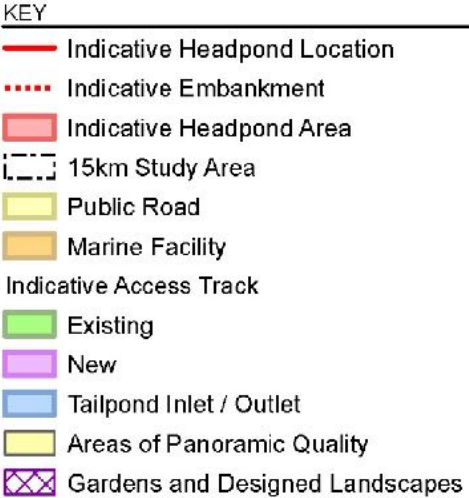 KEY
Indicative Headpond Location
Indicative Embankment
Indicative Headpond Area
15km Study Area
Public Road
Marine Facility
Indicative Access Track
Existing
New
Tailpond Inlet / Outlet
Areas of Panoramic Quality
Gardens and Designed Landscapes